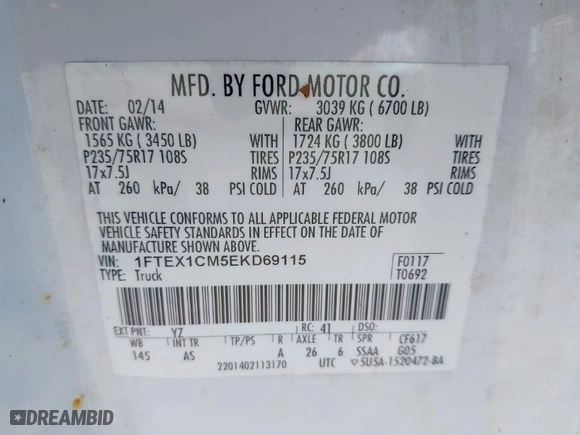 MFD. BY FORD MOTOR CO.
DATE: 02/14 GVWR: 3039 KG ( 6700 LB)
FRONT GAWR: REAR GAWR:
1565 KG ( 3450 LB) WITH 1724 KG ( 3800 LB) WITH
P235/75R17 108S TIRES P235/75R17 108S TIRES
17x7.5J RIMS 17x7.5J RIMS
AT 260 kPa/ 38 PSI COLD AT 260 kPa/ 38 PSI COLD
THIS VEHICLE CONFORMS TO ALL APPLICABLE FEDERAL MOTOR
VEHICLE SAFETY STANDARDS IN EFFECT ON THE DATE OF
MANUFACTURE SHOWN ABOVE.
VIN: 1FTEX1CM5EKD69115 F0117
TYPE: Truck T0692
EXT PNT: YZ RC: 41 DSO:
WB INT TR TP/PS R AXLE TR SPR CF617
145 AS A 26 6 SSAA G05
2201402113170 UTC ▽SU5A-1520472-BA
DREAMBID